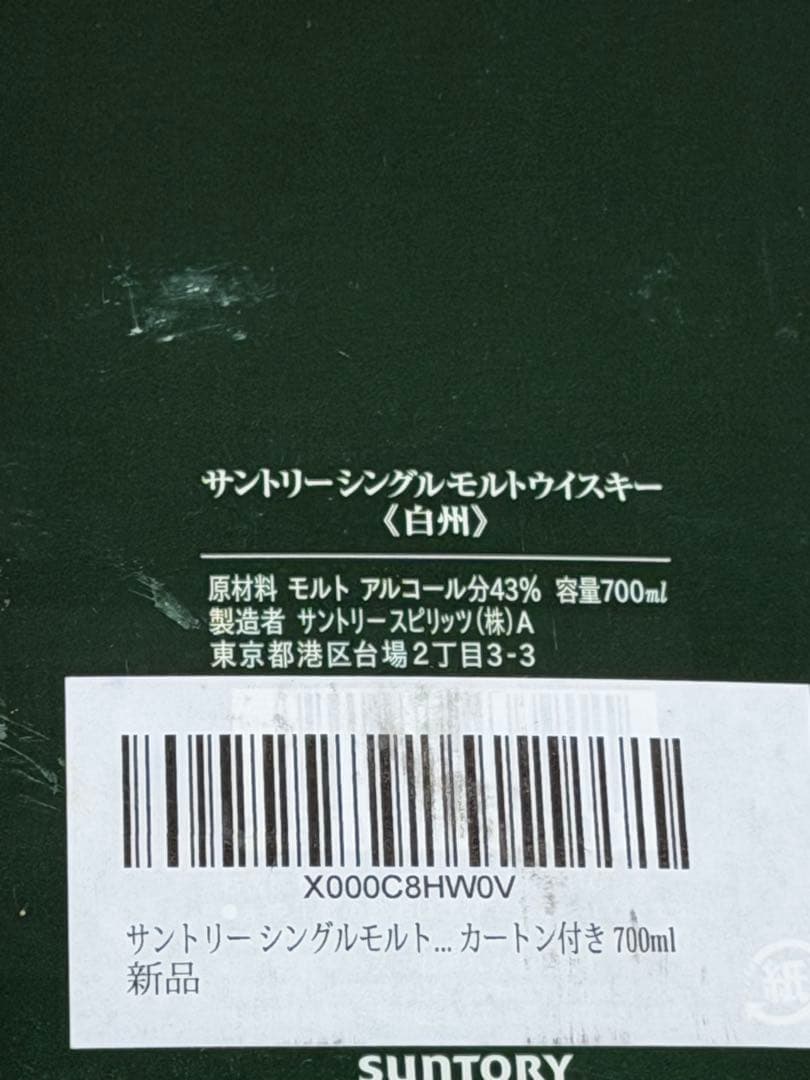 サントリーシングルモルトウイスキー
《白州》
原材料 モルト アルコール分43% 容量700ml
製造者 サントリースピリッツ(株)A
東京都港区台場2丁目3-3
X000C8HW0V
サントリー シングルモルト... カートン付き 700ml
新品
紙
SUNTORY